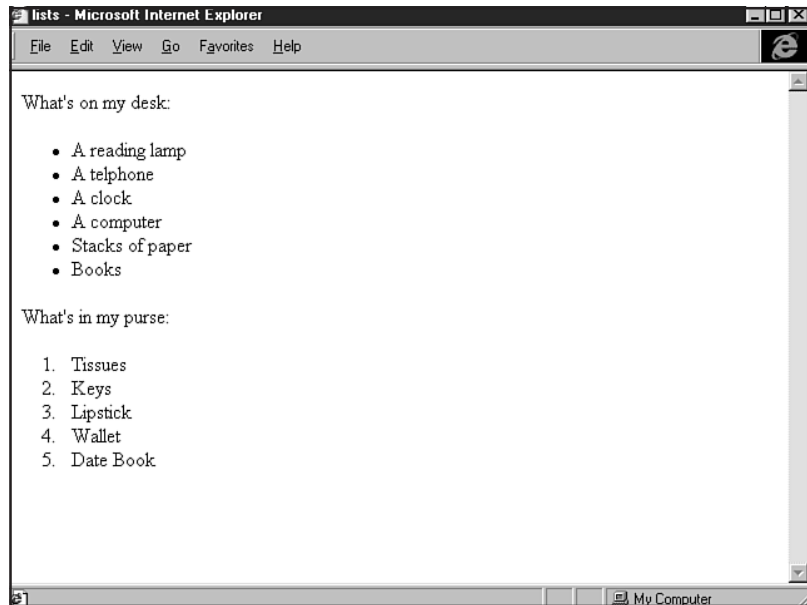 lists - Microsoft Internet Explorer
File Edit View Go Favorites Help
What's on my desk:
• A reading lamp
• A telphone
• A clock
• A computer
• Stacks of paper
• Books
What's in my purse:
1. Tissues
2. Keys
3. Lipstick
4. Wallet
5. Date Book
My Computer